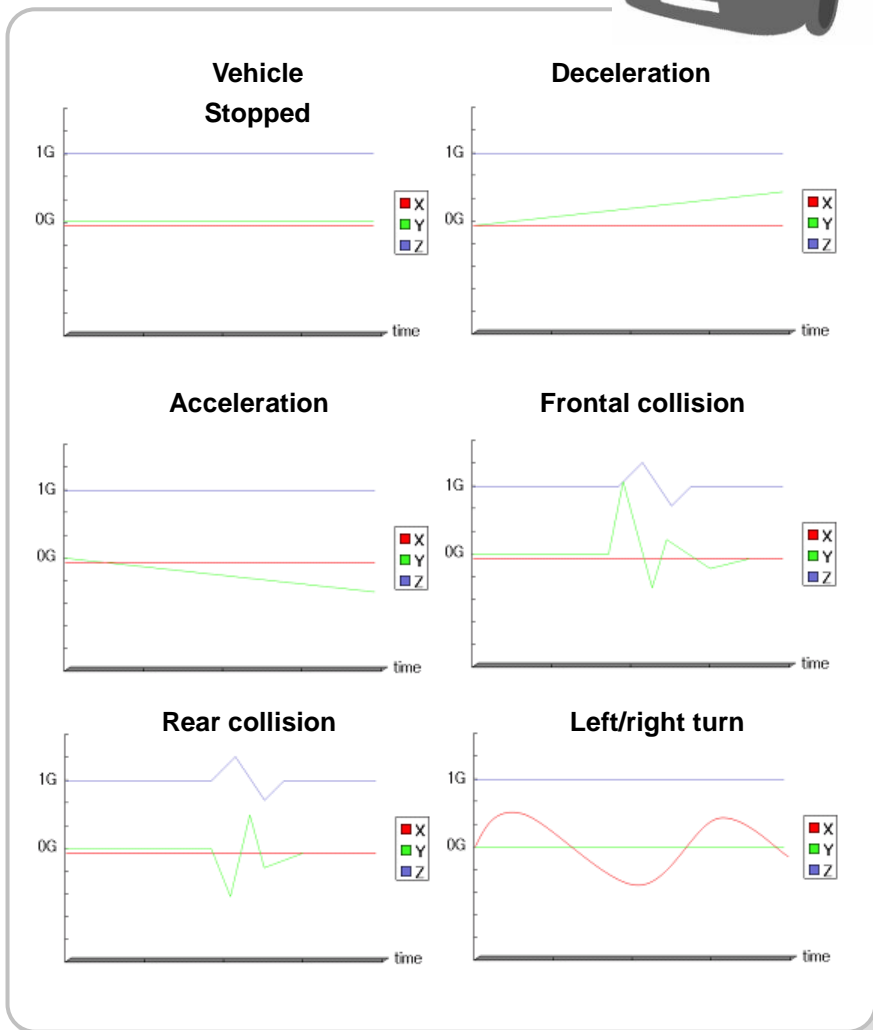 Vehicle
Stopped
1G
0G
X
Y
Z
time
Deceleration
1G
0G
X
Y
Z
time
Acceleration
1G
0G
X
Y
Z
time
Frontal collision
1G
0G
X
Y
Z
time
Rear collision
1G
0G
X
Y
Z
time
Left/right turn
1G
0G
X
Y
Z
time